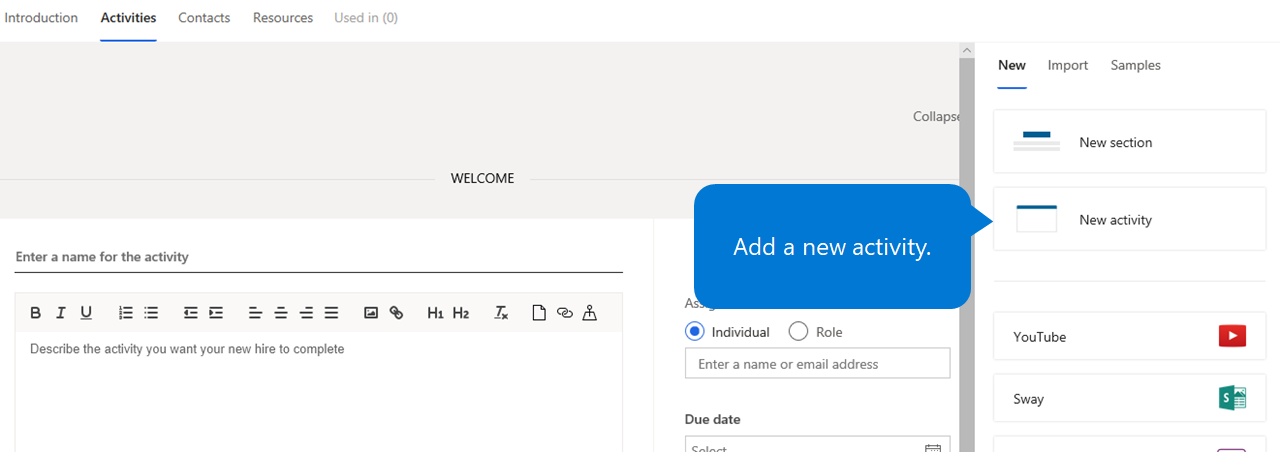 Introduction Activities Contacts Resources Used in (0)
New Import Samples
Collapse
New section
WELCOME
New activity
Add a new activity.
Enter a name for the activity
B I U H1 H2
Describe the activity you want your new hire to complete
Individual Role
Enter a name or email address
Due date
Select
YouTube
Sway
S